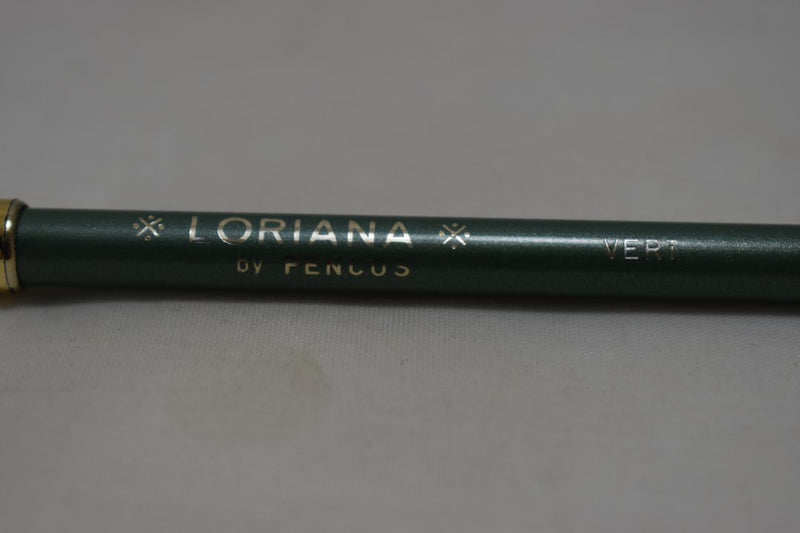 ※ LORIANA ※ VERT
by PENCOS